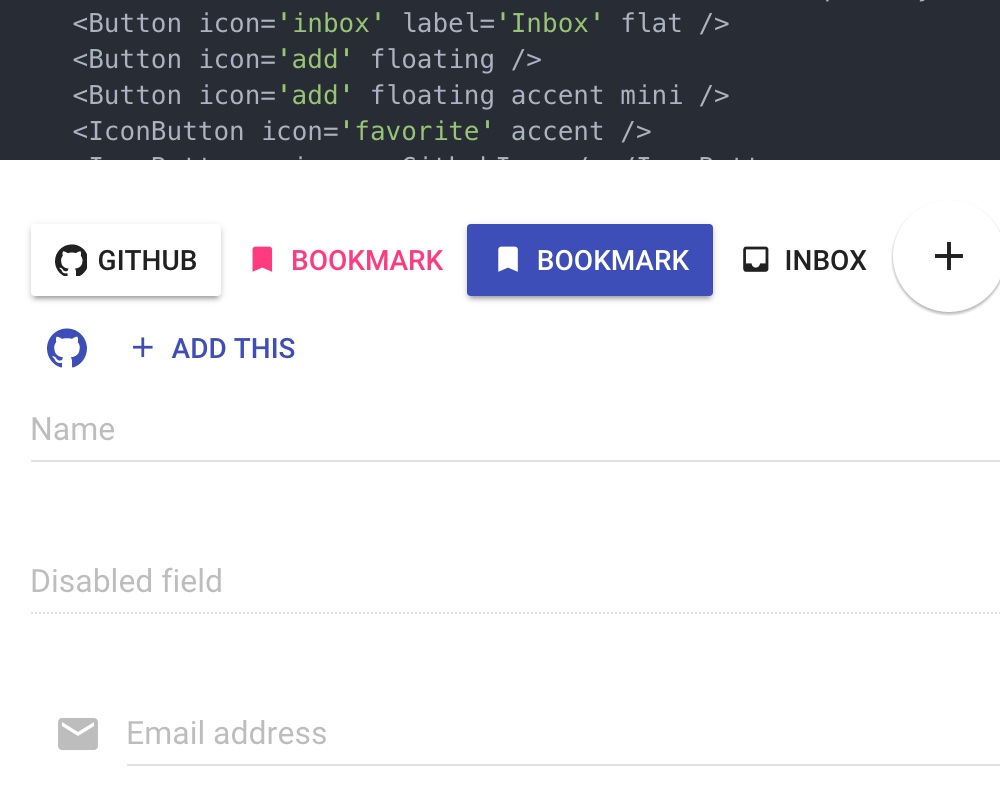 <Button icon='inbox' label='Inbox' flat />
<Button icon='add' floating />
<Button icon='add' floating accent mini />
<IconButton icon='favorite' accent />
GITHUB BOOKMARK BOOKMARK INBOX
ADD THIS
Name
Disabled field
Email address